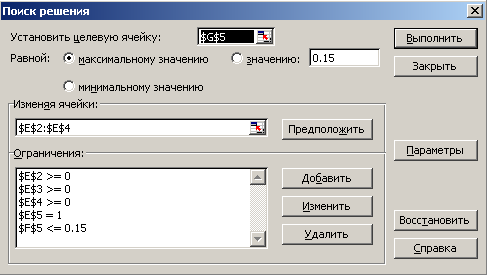 Поиск решения
Установить целевую ячейку: $G$5 Выполнить
Равной: максимальному значению значению: 0.15 Закрыть
минимальному значению
Изменяя ячейки:
$E$2:$E$4 Предположить
Ограничения: Параметры
$E$2 >= 0 Добавить
$E$3 >= 0
$E$4 >= 0 Изменить
$E$5 = 1 Восстановить
$F$5 <= 0.15 Удалить
Справка